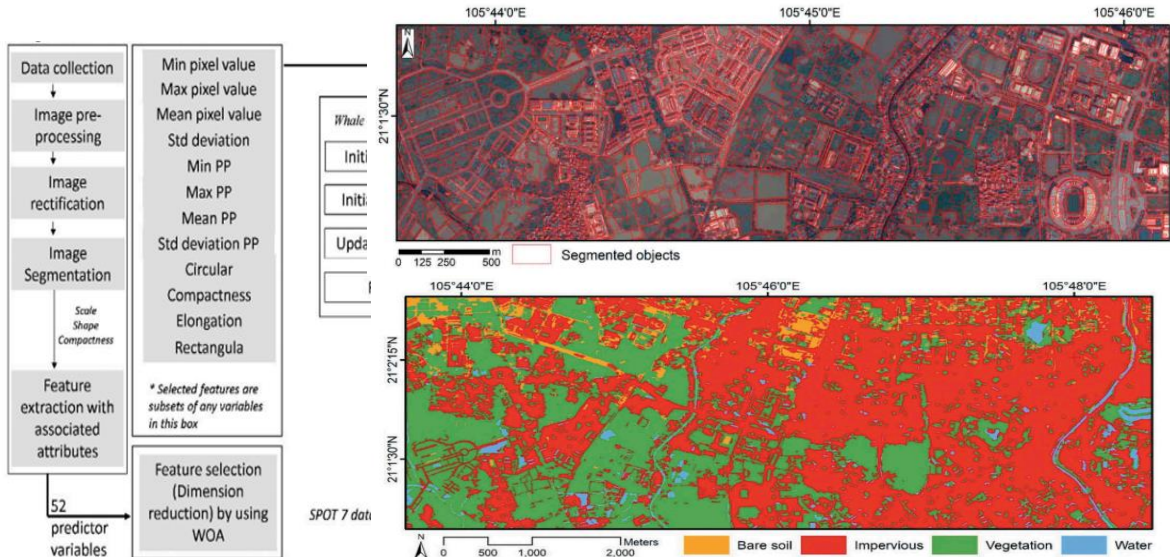 Data collection
Image pre-
processing
Image
rectification
Image
Segmentation
Scale
Shape
Compactness
Feature
extraction with
associated
attributes
52
predictor
variables
Min pixel value
Max pixel value
Mean pixel value
Std deviation
Min PP
Max PP
Mean PP
Std deviation PP
Circular
Compactness
Elongation
Rectangula
* Selected features are
subsets of any variables
in this box
Feature selection
(Dimension
reduction) by using
WOA
Whale
Initi
Initia
Updat
SPOT 7 data
105°44'0"E 105°45'0"E 105°46'0"E
N
21°1'30"N
0 125 250 500 m
Segmented objects
105°44'0"E 105°46'0"E 105°48'0"E
21°2'15"N
21°1'30"N
N
Meters
0 500 1,000 2,000
Bare soil Impervious Vegetation Water